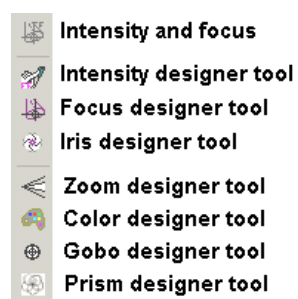 Intensity and focus
Intensity designer tool
Focus designer tool
Iris designer tool
Zoom designer tool
Color designer tool
Gobo designer tool
Prism designer tool